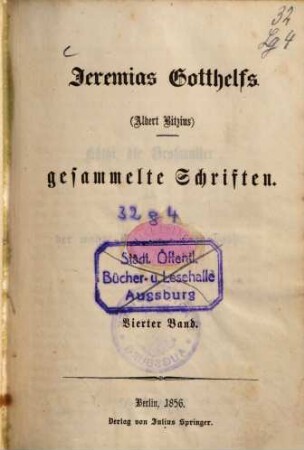 32
Lg 4
Jeremias Gotthelfs
(Albert Bitzius)
gesammelte Schriften.
32 g 4
Städt. Öffentl.
Bücher- u. Lesehalle
Augsburg
Vierter Band.
Berlin, 1856.
Verlag von Julius Springer.